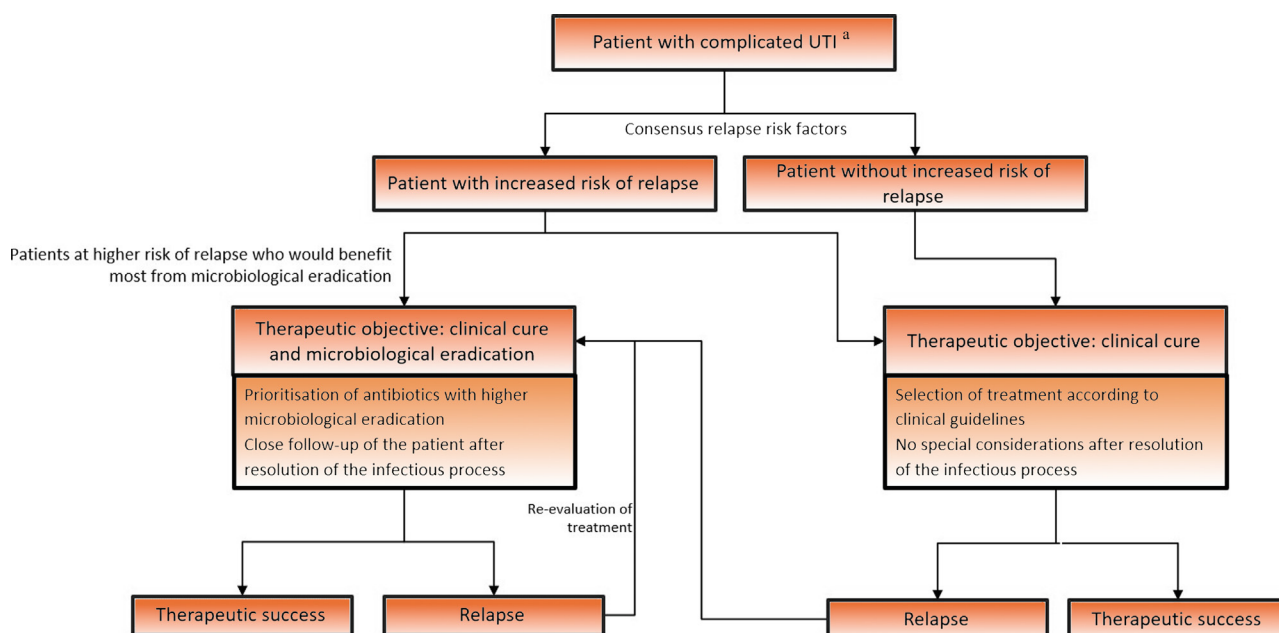 Patient with complicated UTI a
Consensus relapse risk factors
Patient with increased risk of relapse
Patient without increased risk of
relapse
Patients at higher risk of relapse who would benefit
most from microbiological eradication
Therapeutic objective: clinical cure
and microbiological eradication
Therapeutic objective: clinical cure
Prioritisation of antibiotics with higher
microbiological eradication
Close follow-up of the patient after
resolution of the infectious process
Selection of treatment according to
clinical guidelines
No special considerations after resolution
of the infectious process
Re-evaluation of
treatment
Therapeutic success
Relapse
Relapse
Therapeutic success